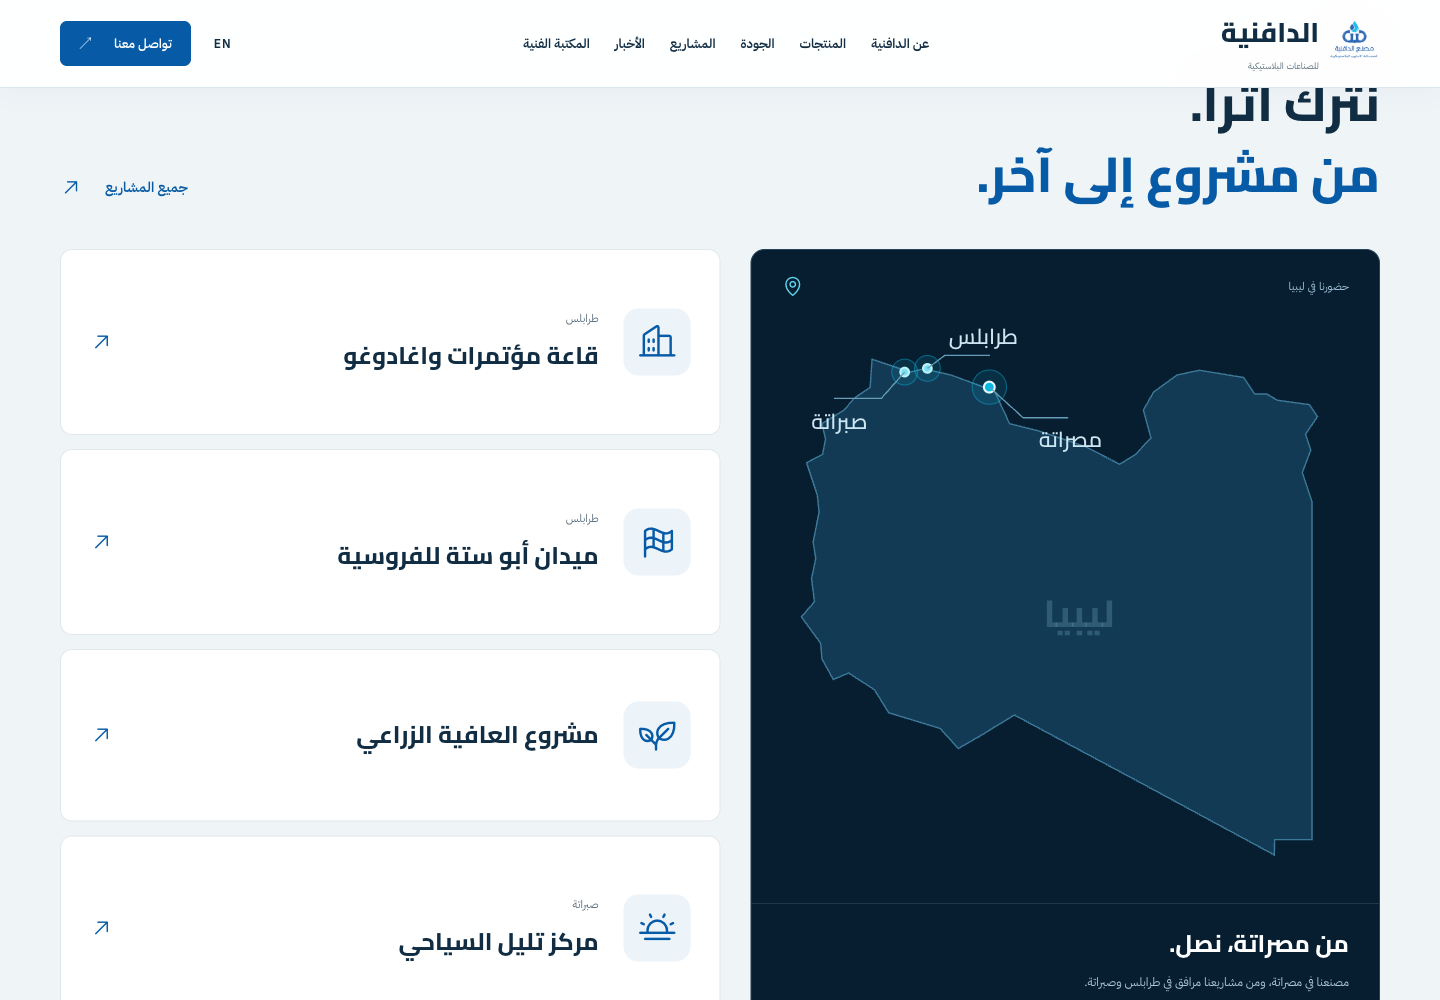 الدافنية
للصناعات البلاستيكية
مصنع الدافنية
عن الدافنية
المنتجات
الجودة
المشاريع
الأخبار
المكتبة الفنية
EN
تواصل معنا
نترك أثرا.
من مشروع إلى آخر.
جميع المشاريع
حضورنا في ليبيا
طرابلس
صبراتة
مصراتة
ليبيا
من مصراتة، نصل.
مصنعنا في مصراتة، ومن مشاريعنا مرافق في طرابلس وصبراتة.
طرابلس
قاعة مؤتمرات واغادوغو
طرابلس
ميدان أبو ستة للفروسية
مشروع العافية الزراعي
صبراتة
مركز تليل السياحي